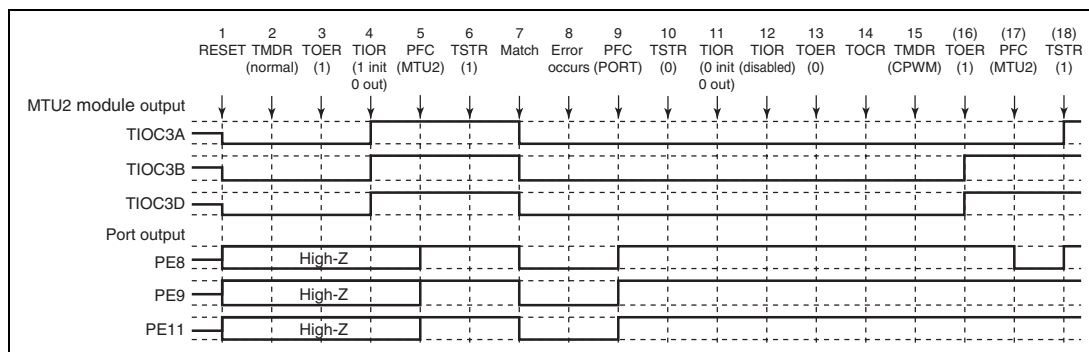 1 2 3 4 5 6 7 8 9 10 11 12 13 14 15 (16) (17) (18)
RESET TMDR TOER TIOR PFC TSTR Match Error PFC TSTR TIOR TIOR TOER TOCR TMDR TOER PFC TSTR
(normal) (1) (1 init (MTU2) (1) occurs (PORT) (0) (0 init (disabled) (0) (CPWM) (1) (MTU2) (1)
0 out) 0 out)
MTU2 module output
TIOC3A
TIOC3B
TIOC3D
Port output
PE8 High-Z
PE9 High-Z
PE11 High-Z